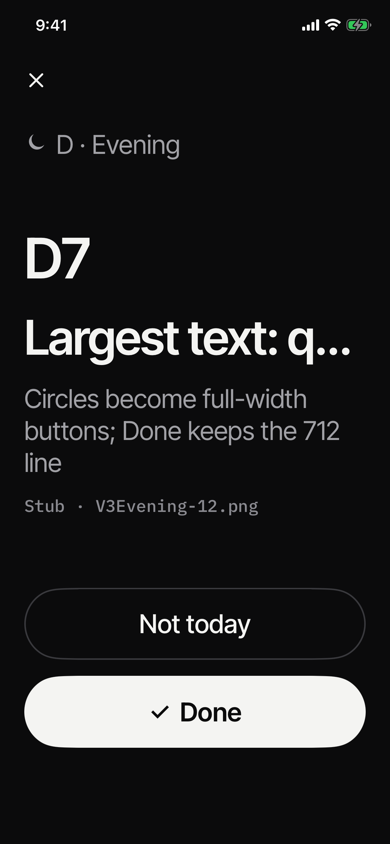 9:41
D · Evening
D7
Largest text: q...
Circles become full-width
buttons; Done keeps the 712
line
Stub · V3Evening-12.png
Not today
Done